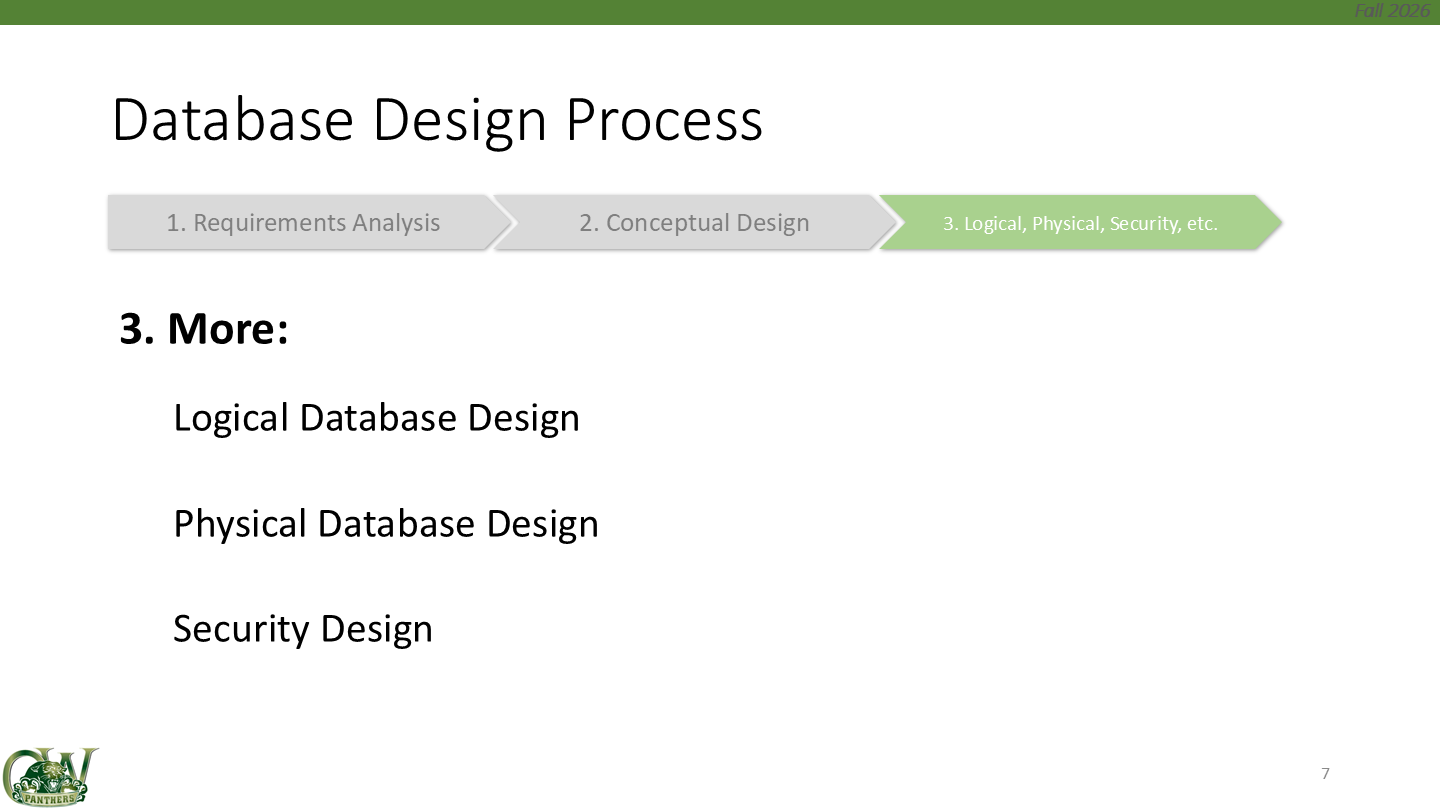 Fall 2026
Database Design Process
1. Requirements Analysis
2. Conceptual Design
3. Logical, Physical, Security, etc.
3. More:
Logical Database Design
Physical Database Design
Security Design
OW
PANTHERS
7